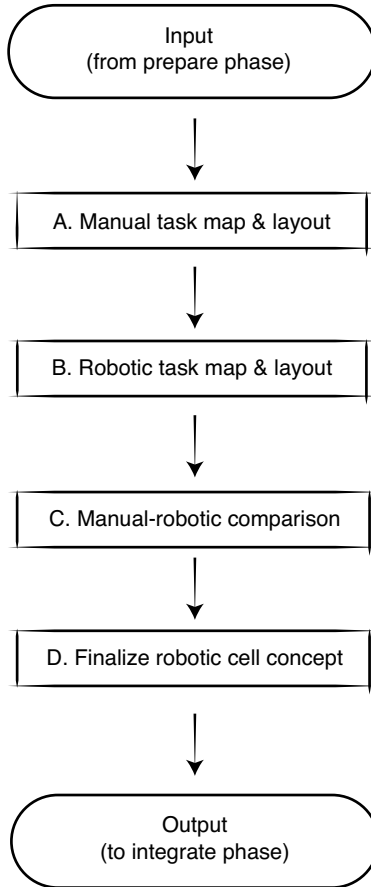 Input
(from prepare phase)
A. Manual task map & layout
B. Robotic task map & layout
C. Manual-robotic comparison
D. Finalize robotic cell concept
Output
(to integrate phase)